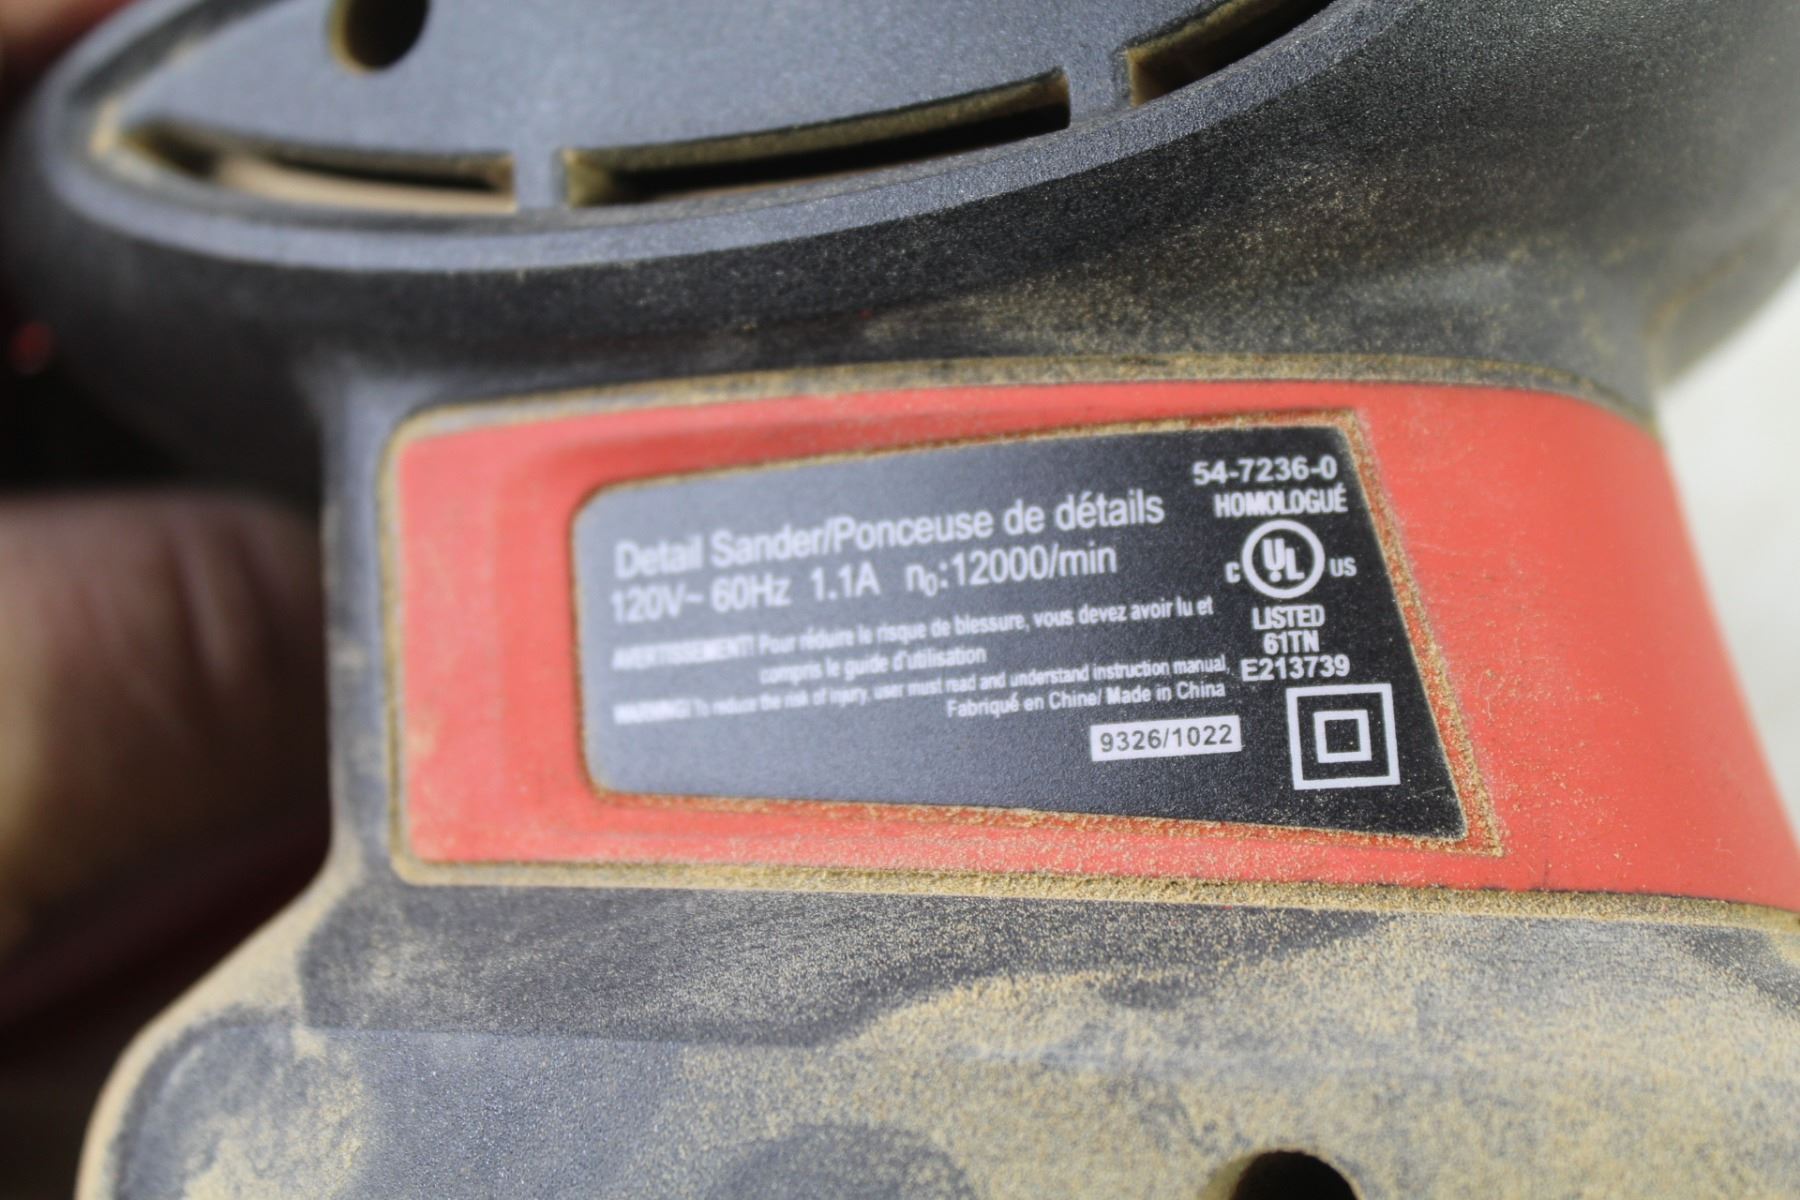 54-7236-0
HOMOLOGUÉ
Detail Sander/Ponceuse de détails
120V~ 60Hz 1.1A n₀:12000/min
C UL US
LISTED
61TN
E213739
AVERTISSEMENT! Pour réduire le risque de blessure, vous devez avoir lu et
compris le guide d'utilisation
WARNING! To reduce the risk of injury, user must read and understand instruction manual,
Fabriqué en Chine/ Made in China
9326/1022